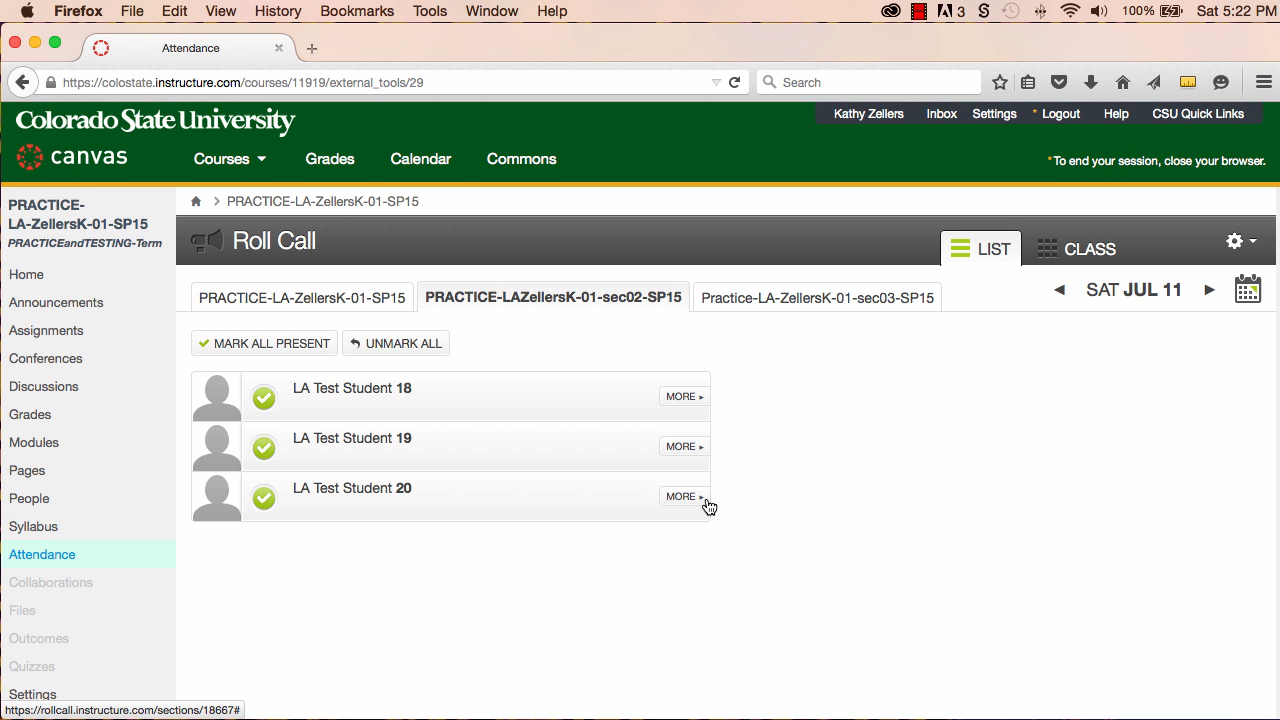 Firefox File Edit View History Bookmarks Tools Window Help 3 100% Sat 5:22 PM
Attendance
https://colostate.instructure.com/courses/11919/external_tools/29 Search
Colorado State University
Kathy Zellers Inbox Settings * Logout Help CSU Quick Links
canvas Courses Grades Calendar Commons
*To end your session, close your browser.
PRACTICE-
LA-ZellersK-01-SP15
PRACTICEandTESTING-Term
Home
Announcements
Assignments
Conferences
Discussions
Grades
Modules
Pages
People
Syllabus
Attendance
Collaborations
Files
Outcomes
Quizzes
Settings
PRACTICE-LA-ZellersK-01-SP15
Roll Call
LIST CLASS
PRACTICE-LA-ZellersK-01-SP15 PRACTICE-LAZellersK-01-sec02-SP15 Practice-LA-ZellersK-01-sec03-SP15
SAT JUL 11
MARK ALL PRESENT UNMARK ALL
LA Test Student 18 MORE
LA Test Student 19 MORE
LA Test Student 20 MORE
https://rollcall.instructure.com/sections/18667#